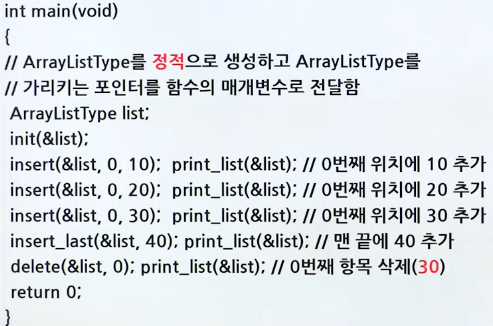 int main(void)
{
// ArrayListType를 정적으로 생성하고 ArrayListType를
// 가리키는 포인터를 함수의 매개변수로 전달함
ArrayListType list;
init(&list);
insert(&list, 0, 10);  print_list(&list); // 0번째 위치에 10 추가
insert(&list, 0, 20);  print_list(&list); // 0번째 위치에 20 추가
insert(&list, 0, 30);  print_list(&list); // 0번째 위치에 30 추가
insert_last(&list, 40); print_list(&list); // 맨 끝에 40 추가
delete(&list, 0); print_list(&list); // 0번째 항목 삭제(30)
return 0;
}